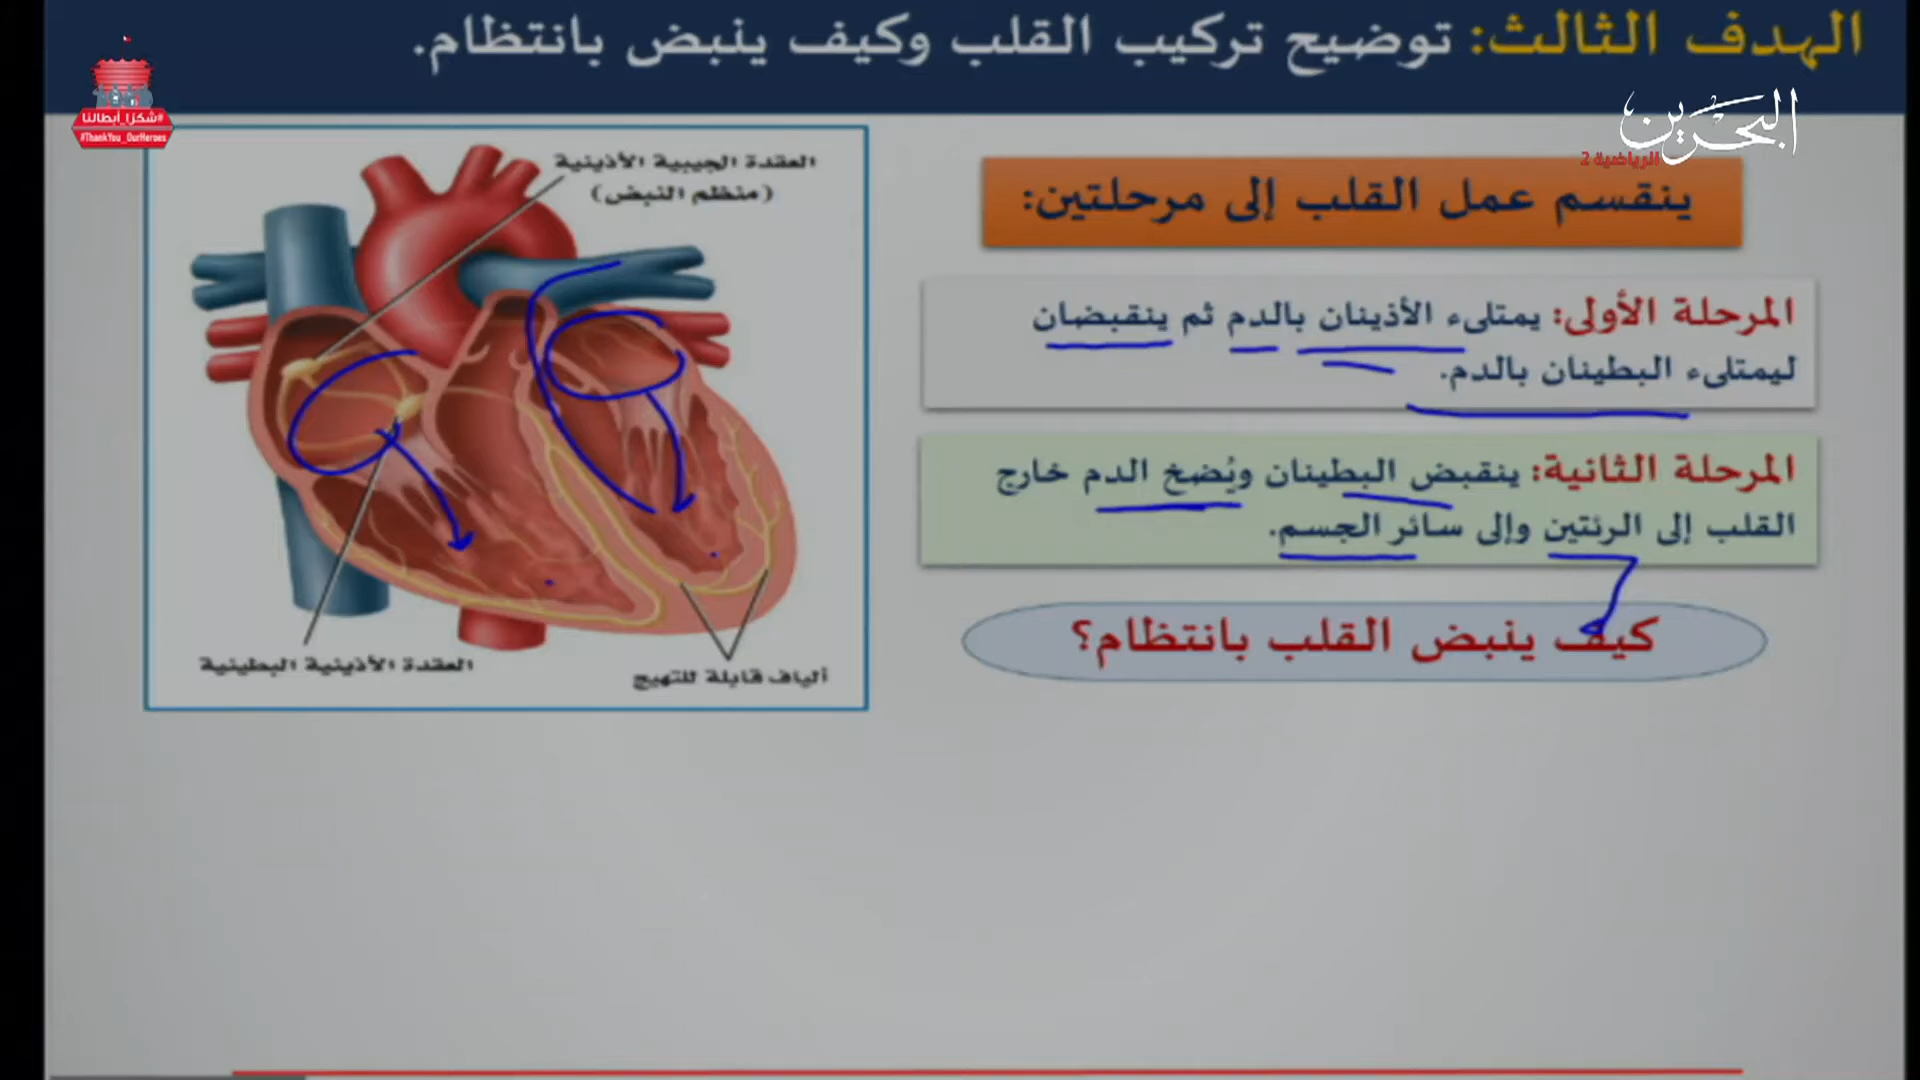 الهدف الثالث: توضيح تركيب القلب وكيف ينبض بانتظام.
#شكرا_أبطالنا
#ThankYou_OurHeroes
البحرين
الرياضية 2
ينقسم عمل القلب إلى مرحلتين:
المرحلة الأولى: يمتلىء الأذينان بالدم ثم ينقبضان
ليمتلىء البطينان بالدم.
المرحلة الثانية: ينقبض البطينان ويُضخ الدم خارج
القلب إلى الرئتين وإلى سائر الجسم.
كيف ينبض القلب بانتظام؟
العقدة الجيبية الأذينية
(منظم النبض)
العقدة الأذينية البطينية
ألياف قابلة للتهيج